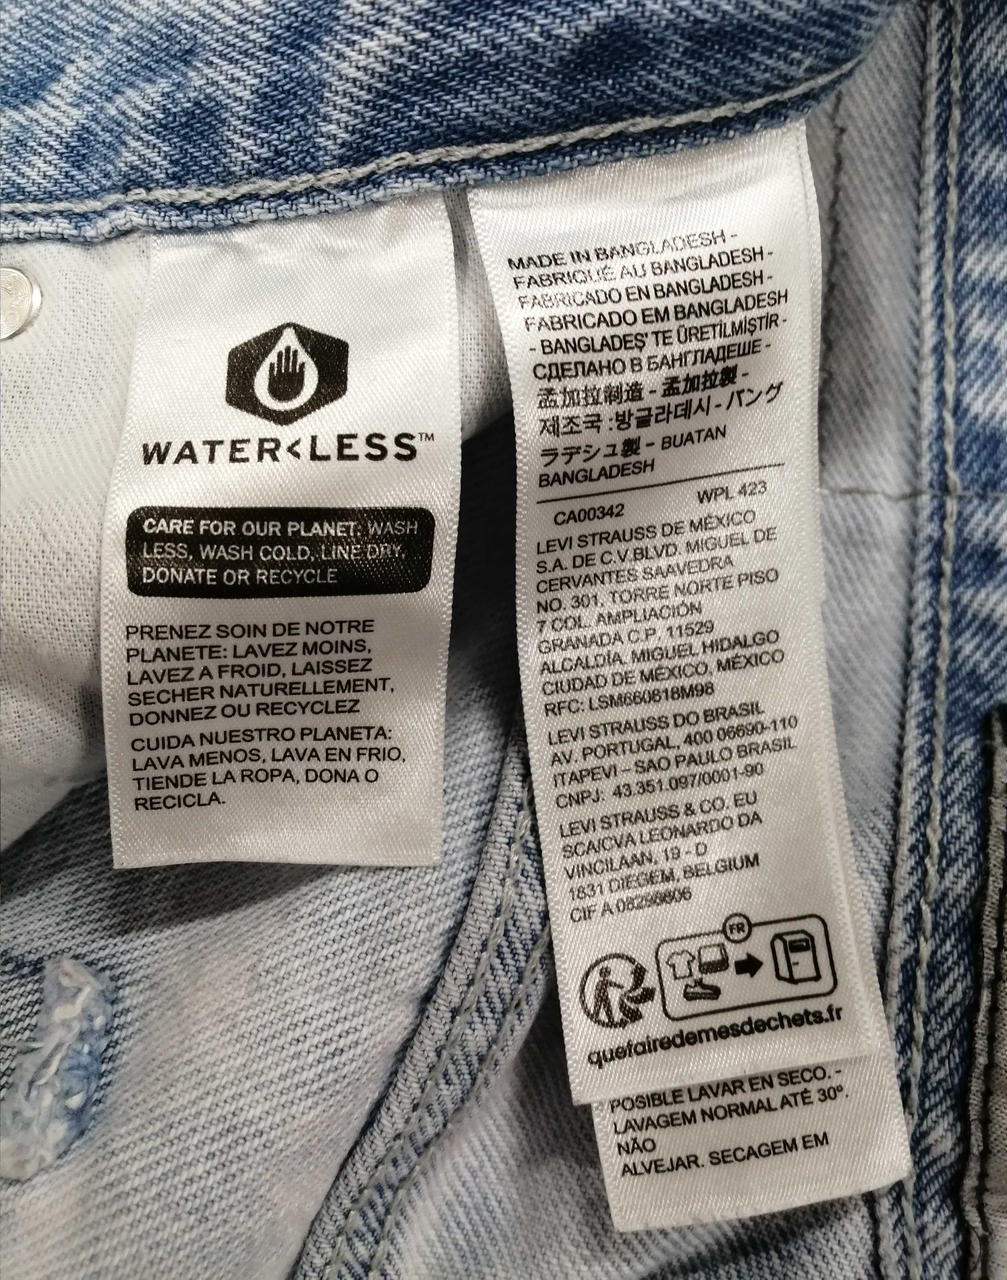 WATER<LESS™
CARE FOR OUR PLANET: WASH
LESS, WASH COLD, LINE DRY,
DONATE OR RECYCLE
PRENEZ SOIN DE NOTRE
PLANETE: LAVEZ MOINS,
LAVEZ A FROID, LAISSEZ
SECHER NATURELLEMENT,
DONNEZ OU RECYCLEZ
CUIDA NUESTRO PLANETA:
LAVA MENOS, LAVA EN FRIO,
TIENDE LA ROPA, DONA O
RECICLA.
MADE IN BANGLADESH -
FABRIQUÉ AU BANGLADESH -
FABRICADO EN BANGLADESH -
FABRICADO EM BANGLADESH
- BANGLADEŞ' TE ÜRETİLMİŞTİR -
СДЕЛАНО В БАНГЛАДЕШЕ -
孟加拉制造 - 孟加拉製 -
제조국 :방글라데시 - バング
ラデシュ製 - BUATAN
BANGLADESH
CA00342 WPL 423
LEVI STRAUSS DE MÉXICO
S.A. DE C.V.BLVD. MIGUEL DE
CERVANTES SAAVEDRA
NO. 301, TORRE NORTE PISO
7 COL. AMPLIACIÓN
GRANADA C.P. 11529
ALCALDÍA. MIGUEL HIDALGO
CIUDAD DE MÉXICO, MÉXICO
RFC: LSM660618M98
LEVI STRAUSS DO BRASIL
AV. PORTUGAL, 400 06690-110
ITAPEVI – SAO PAULO BRASIL
CNPJ: 43.351.097/0001-90
LEVI STRAUSS & CO. EU
SCA/CVA LEONARDO DA
VINCILAAN, 19 - D
1831 DIEGEM, BELGIUM
CIF A 08296606
FR
quefairedemesdechets.fr
POSIBLE LAVAR EN SECO. -
LAVAGEM NORMAL ATÉ 30º.
NÃO
ALVEJAR. SECAGEM EM